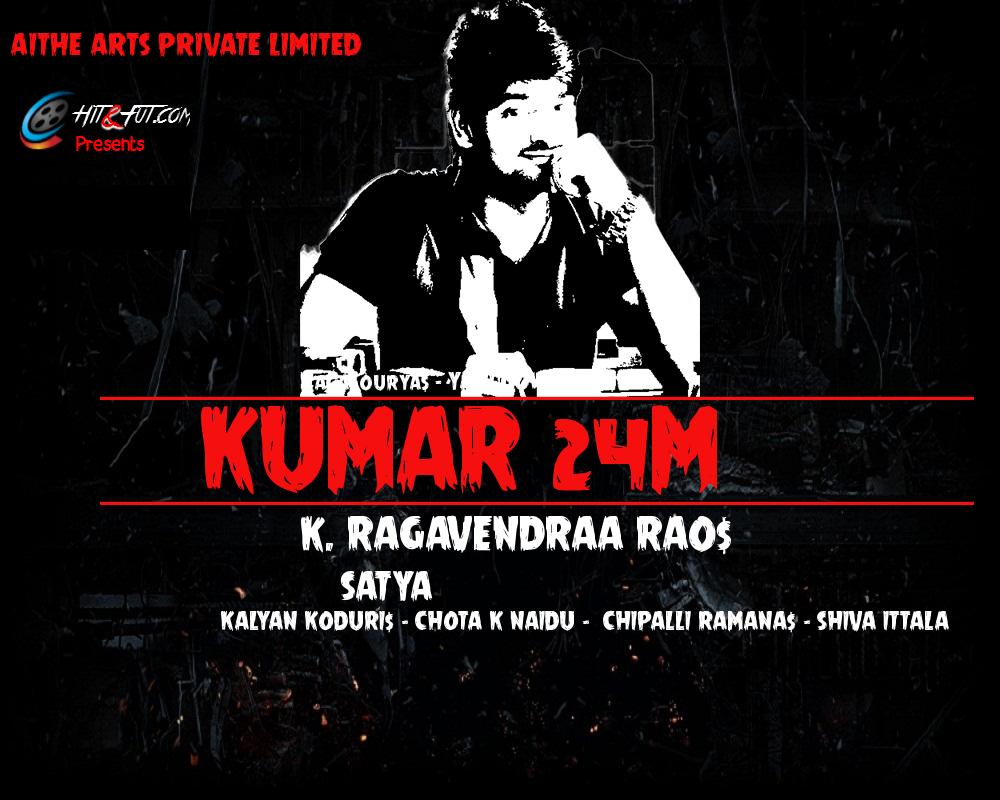 AITHE ARTS PRIVATE LIMITED
HIT&FUT.COM
Presents
KUMAR 24M
K. RAGAVENDRAA RAO$
SATYA
KALYAN KODURI$ - CHOTA K NAIDU - CHIPALLI RAMANA$ - SHIVA ITTALA